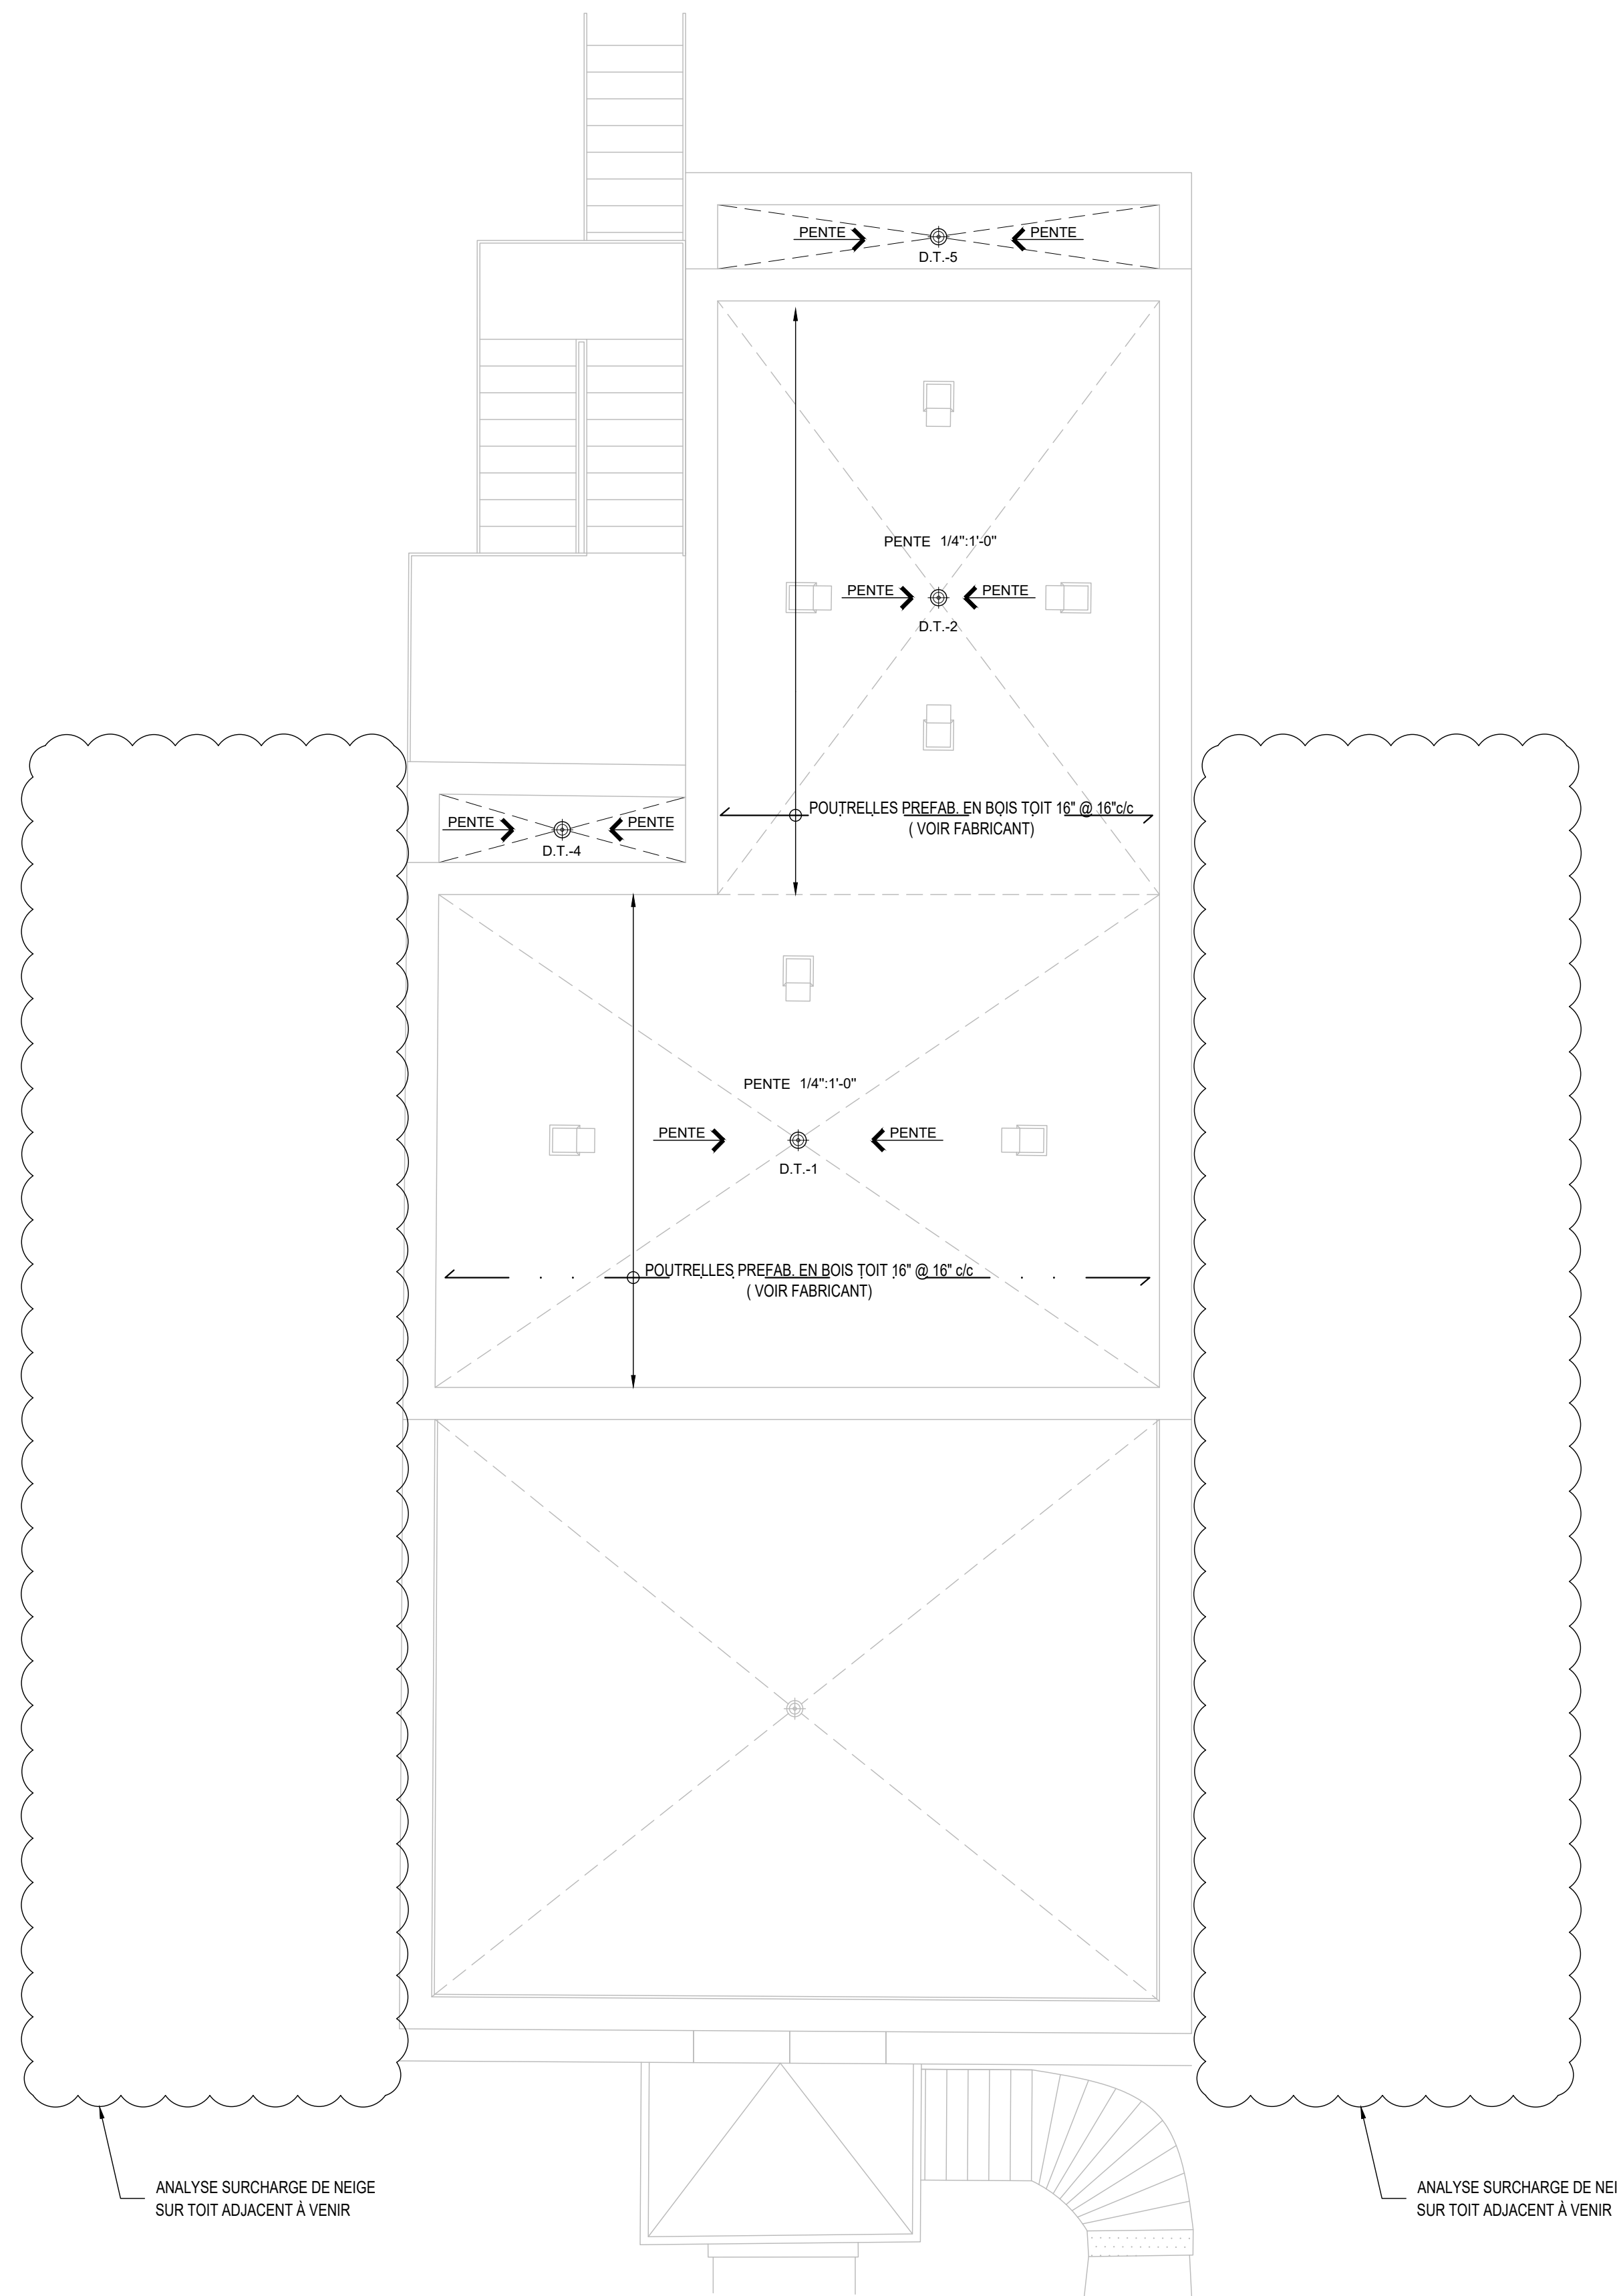 PENTE
PENTE
D.T.-5
PENTE 1/4":1'-0"
PENTE
PENTE
D.T.-2
POUTRELLES PREFAB. EN BOIS TOIT 16" @ 16"c/c
( VOIR FABRICANT)
PENTE
PENTE
D.T.-4
PENTE 1/4":1'-0"
PENTE
PENTE
D.T.-1
POUTRELLES PREFAB. EN BOIS TOIT 16" @ 16" c/c
( VOIR FABRICANT)
ANALYSE SURCHARGE DE NEIGE
SUR TOIT ADJACENT À VENIR
ANALYSE SURCHARGE DE NEI
SUR TOIT ADJACENT À VENIR